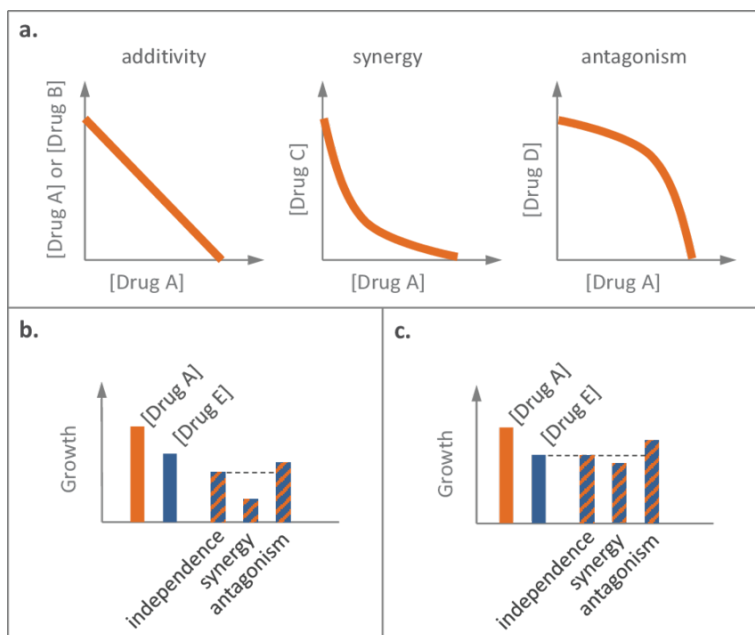 a.
additivity
synergy
antagonism
[Drug A] or [Drug B]
[Drug A]
[Drug C]
[Drug A]
[Drug D]
[Drug A]
b.
Growth
[Drug A]
[Drug E]
independence
synergy
antagonism
c.
Growth
[Drug A]
[Drug E]
independence
synergy
antagonism